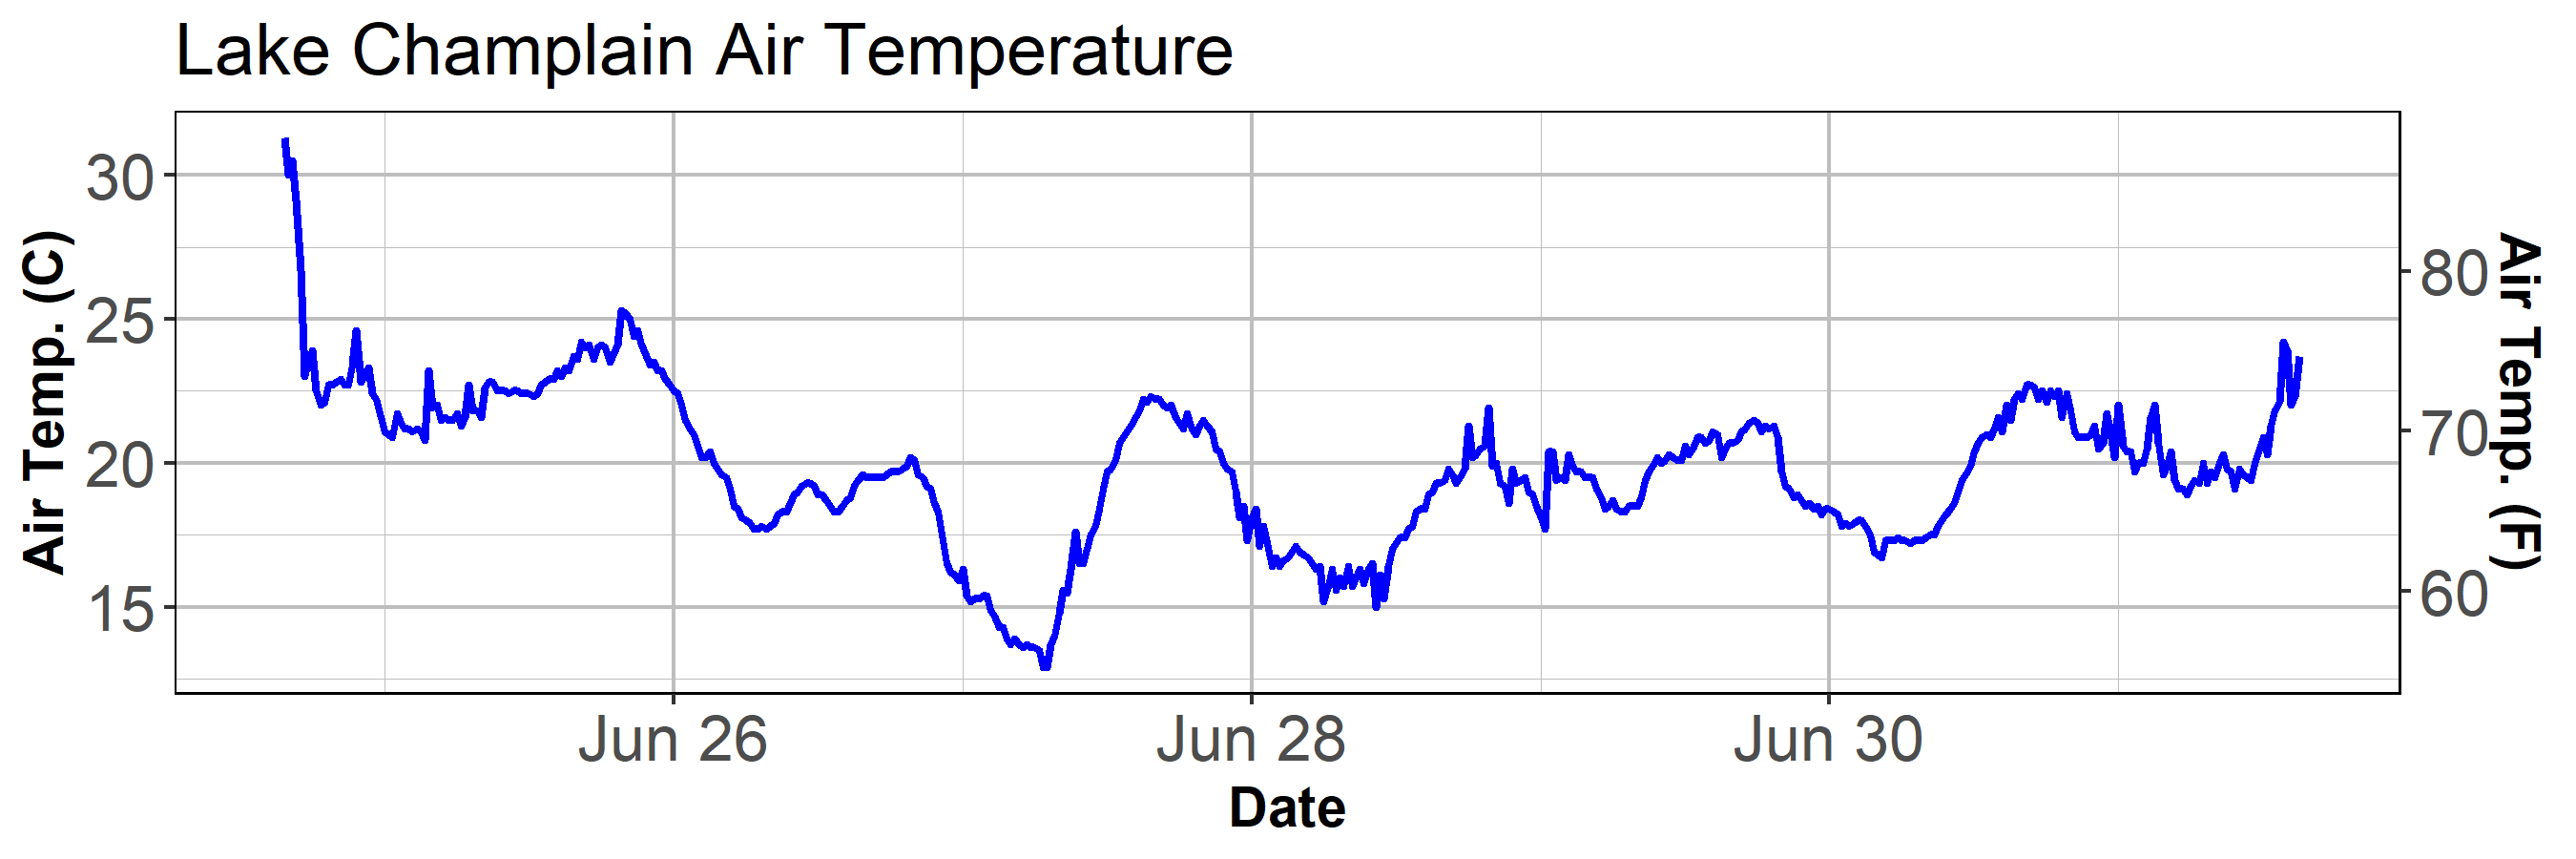 Lake Champlain Air Temperature
Air Temp. (C)
30
25
20
15
80
70
60
Air Temp. (F)
Jun 26
Jun 28
Jun 30
Date